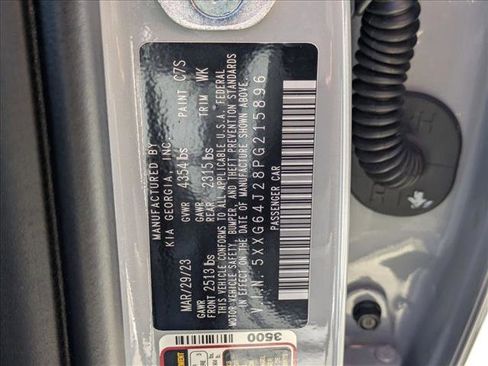 MANUFACTURED BY
KIA GEORGIA, INC.
MAR/29/23 GVWR 4354 lbs PAINT C7S
GAWR FRONT 2513 lbs GAWR REAR 2315 lbs TRIM WK
THIS VEHICLE CONFORMS TO ALL APPLICABLE U.S.A. FEDERAL
MOTOR VEHICLE SAFETY, BUMPER, AND THEFT PREVENTION STANDARDS
IN EFFECT ON THE DATE OF MANUFACTURE SHOWN ABOVE.
V.I.N: 5XXG64J28PG215896
PASSENGER CAR
3500